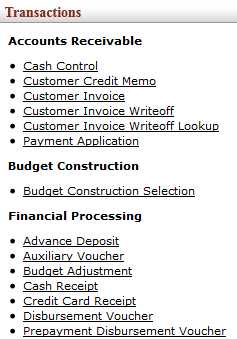 Transactions
Accounts Receivable
Cash Control
Customer Credit Memo
Customer Invoice
Customer Invoice Writeoff
Customer Invoice Writeoff Lookup
Payment Application
Budget Construction
Budget Construction Selection
Financial Processing
Advance Deposit
Auxiliary Voucher
Budget Adjustment
Cash Receipt
Credit Card Receipt
Disbursement Voucher
Prepayment Disbursement Voucher